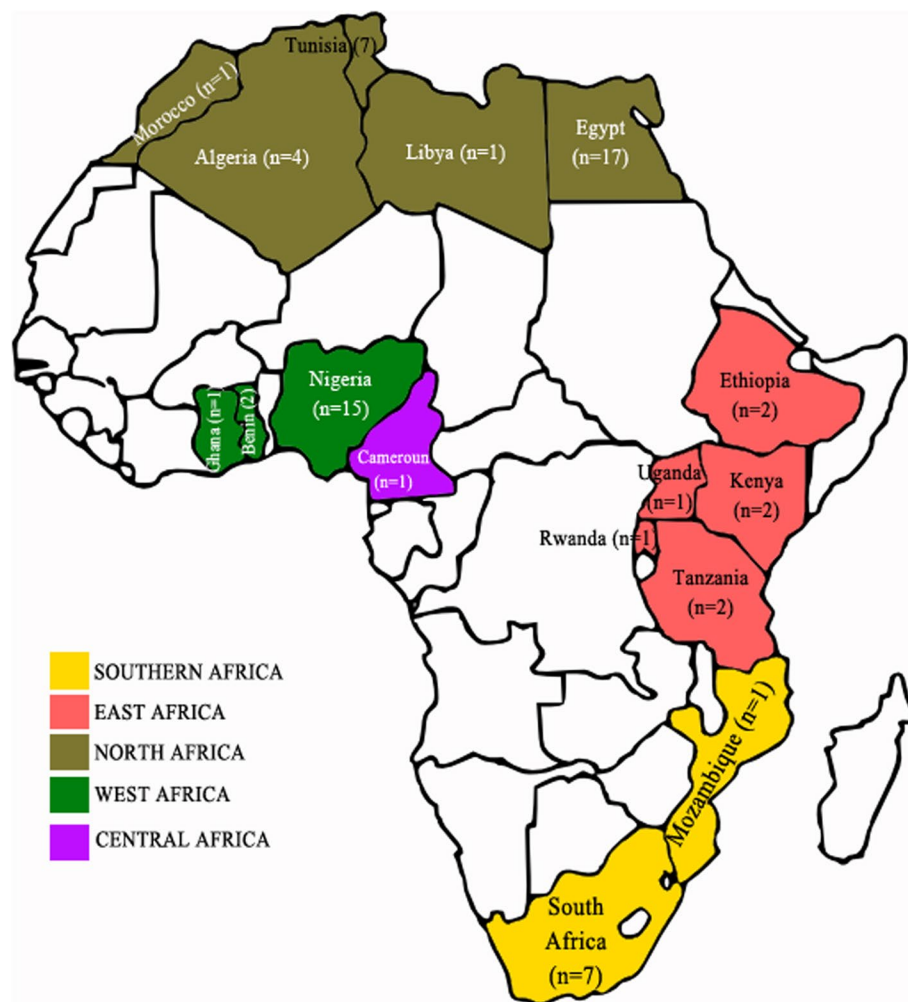 Tunisia (7)
Morocco (n=1)
Algeria (n=4)
Libya (n=1)
Egypt
(n=17)
Nigeria
(n=15)
Ghana (n=1)
Benin (2)
Cameroun
(n=1)
Ethiopia
(n=2)
Uganda
(n=1)
Kenya
(n=2)
Rwanda (n=1)
Tanzania
(n=2)
Mozambique (n=1)
South
Africa
(n=7)
SOUTHERN AFRICA
EAST AFRICA
NORTH AFRICA
WEST AFRICA
CENTRAL AFRICA